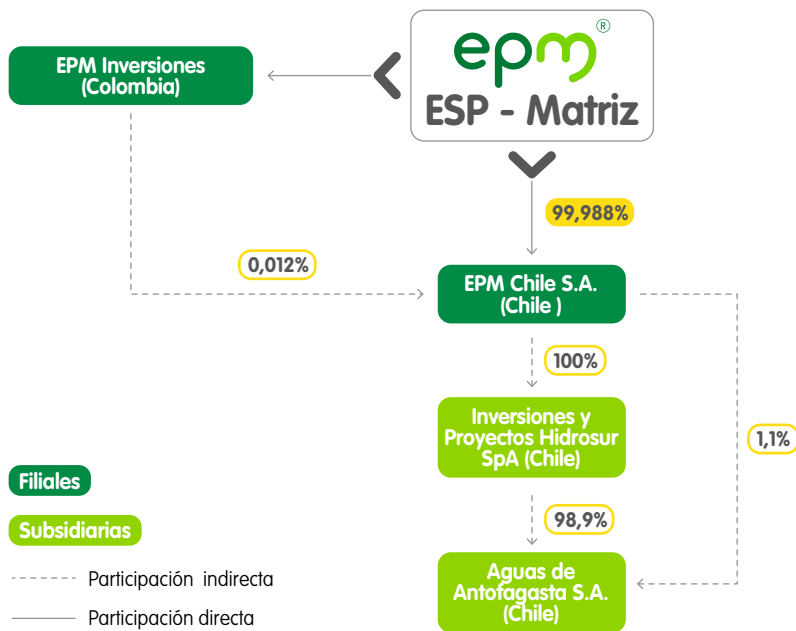 epm®
ESP - Matriz
EPM Inversiones
(Colombia)
99,988%
0,012%
EPM Chile S.A.
(Chile )
100%
Inversiones y
Proyectos Hidrosur
SpA (Chile)
1,1%
98,9%
Aguas de
Antofagasta S.A.
(Chile)
Filiales
Subsidiarias
Participación indirecta
Participación directa